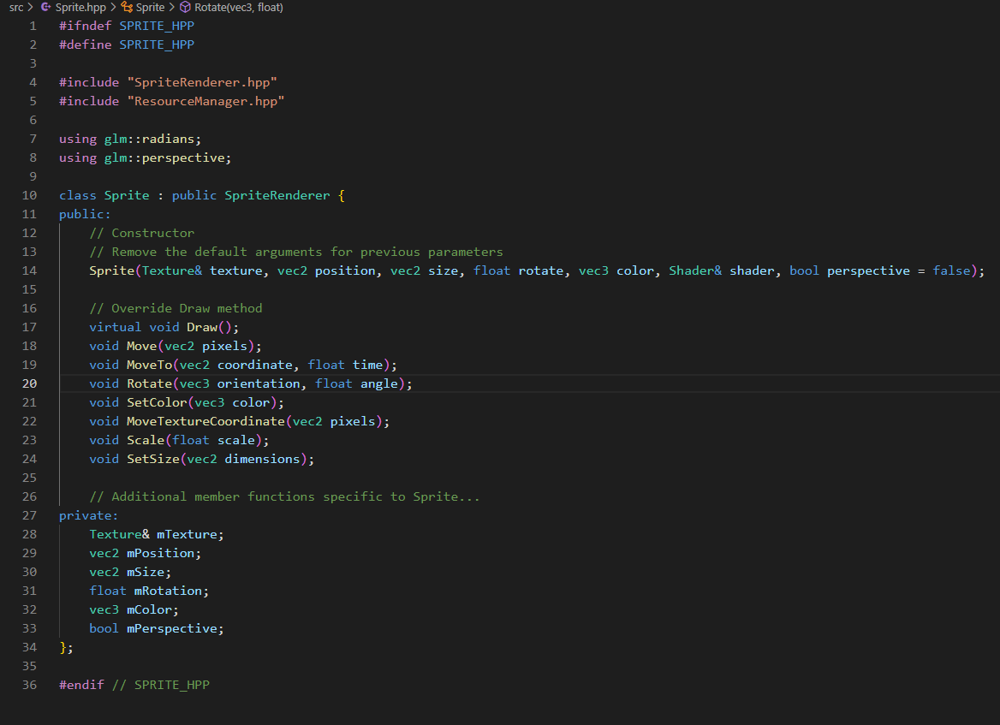 src > Sprite.hpp > Sprite > Rotate(vec3, float)
1 #ifndef SPRITE_HPP
2 #define SPRITE_HPP
3
4 #include "SpriteRenderer.hpp"
5 #include "ResourceManager.hpp"
6
7 using glm::radians;
8 using glm::perspective;
9
10 class Sprite : public SpriteRenderer {
11 public:
12     // Constructor
13     // Remove the default arguments for previous parameters
14     Sprite(Texture& texture, vec2 position, vec2 size, float rotate, vec3 color, Shader& shader, bool perspective = false);
15
16     // Override Draw method
17     virtual void Draw();
18     void Move(vec2 pixels);
19     void MoveTo(vec2 coordinate, float time);
20     void Rotate(vec3 orientation, float angle);
21     void SetColor(vec3 color);
22     void MoveTextureCoordinate(vec2 pixels);
23     void Scale(float scale);
24     void SetSize(vec2 dimensions);
25
26     // Additional member functions specific to Sprite...
27 private:
28     Texture& mTexture;
29     vec2 mPosition;
30     vec2 mSize;
31     float mRotation;
32     vec3 mColor;
33     bool mPerspective;
34 };
35
36 #endif // SPRITE_HPP